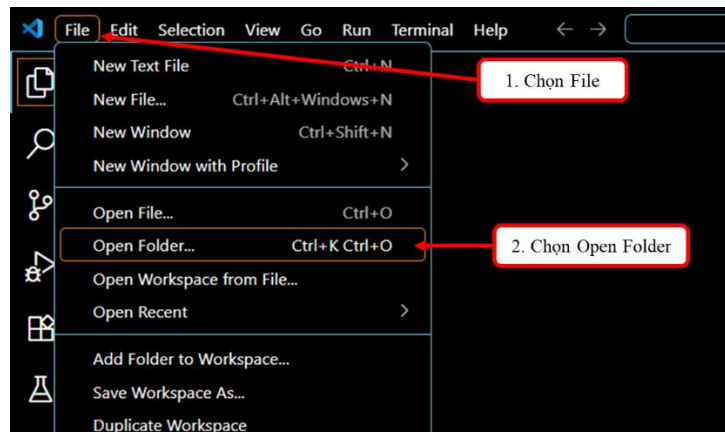 File Edit Selection View Go Run Terminal Help
New Text File Ctrl+N
1. Chọn File
New File... Ctrl+Alt+Windows+N
New Window Ctrl+Shift+N
New Window with Profile
Open File... Ctrl+O
Open Folder... Ctrl+K Ctrl+O
2. Chọn Open Folder
Open Workspace from File...
Open Recent
Add Folder to Workspace...
Save Workspace As...
Duplicate Workspace